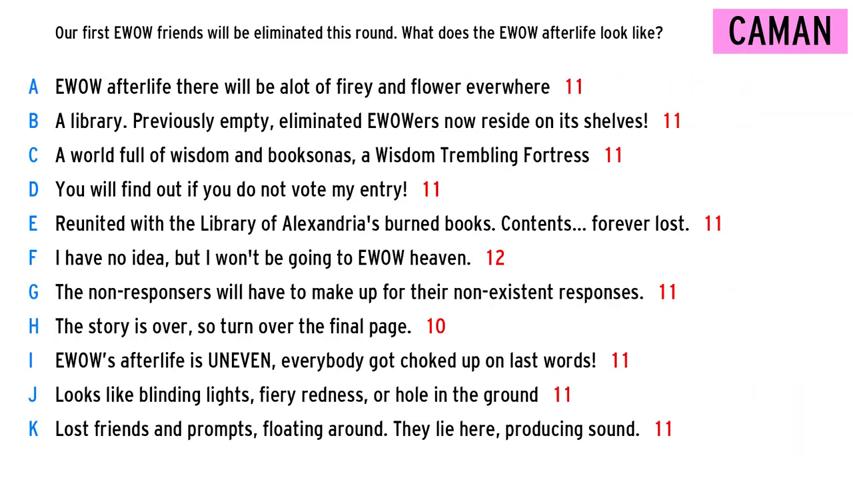 Our first EWOW friends will be eliminated this round. What does the EWOW afterlife look like?
CAMAN
A EWOW afterlife there will be alot of firey and flower everwhere 11
B A library. Previously empty, eliminated EWOWers now reside on its shelves! 11
C A world full of wisdom and booksonas, a Wisdom Trembling Fortress 11
D You will find out if you do not vote my entry! 11
E Reunited with the Library of Alexandria's burned books. Contents... forever lost. 11
F I have no idea, but I won't be going to EWOW heaven. 12
G The non-responsers will have to make up for their non-existent responses. 11
H The story is over, so turn over the final page. 10
I EWOW’s afterlife is UNEVEN, everybody got choked up on last words! 11
J Looks like blinding lights, fiery redness, or hole in the ground 11
K Lost friends and prompts, floating around. They lie here, producing sound. 11